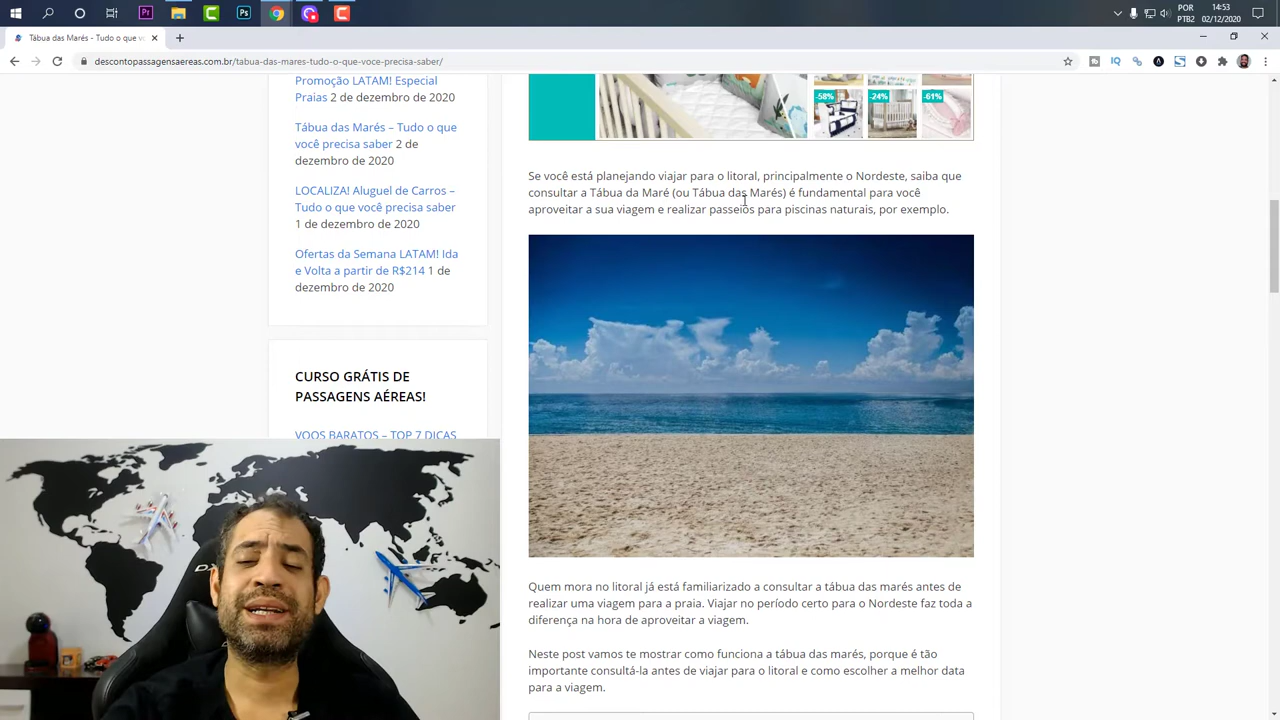 Pr
Ps
POR
PTB2
14:53
02/12/2020
Tábua das Marés - Tudo o que vo
descontopassagensaereas.com.br/tabua-das-mares-tudo-o-que-voce-precisa-saber/
IQ
Promoção LATAM! Especial
Praias 2 de dezembro de 2020
Tábua das Marés – Tudo o que
você precisa saber 2 de
dezembro de 2020
LOCALIZA! Aluguel de Carros –
Tudo o que você precisa saber
1 de dezembro de 2020
Ofertas da Semana LATAM! Ida
e Volta a partir de R$214 1 de
dezembro de 2020
CURSO GRÁTIS DE
PASSAGENS AÉREAS!
VOOS BARATOS – TOP 7 DICAS
-58%
-24%
-61%
Se você está planejando viajar para o litoral, principalmente o Nordeste, saiba que
consultar a Tábua da Maré (ou Tábua das Marés) é fundamental para você
aproveitar a sua viagem e realizar passeios para piscinas naturais, por exemplo.
Quem mora no litoral já está familiarizado a consultar a tábua das marés antes de
realizar uma viagem para a praia. Viajar no período certo para o Nordeste faz toda a
diferença na hora de aproveitar a viagem.
Neste post vamos te mostrar como funciona a tábua das marés, porque é tão
importante consultá-la antes de viajar para o litoral e como escolher a melhor data
para a viagem.